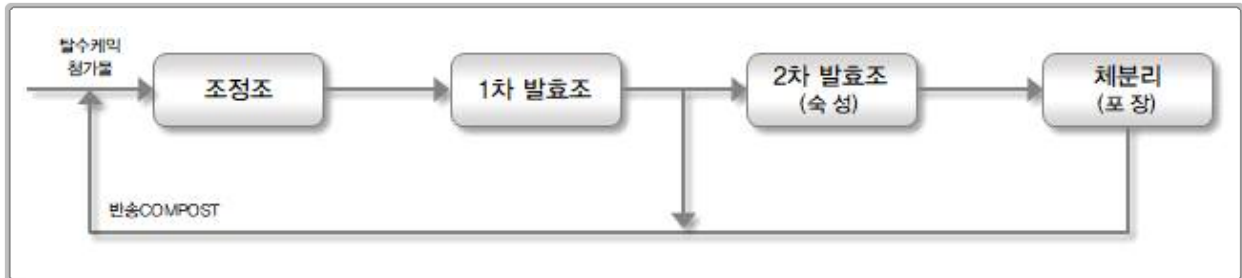 탈수케익
첨가물
조정조
1차 발효조
2차 발효조
(숙 성)
체분리
(포 장)
반송COMPOST